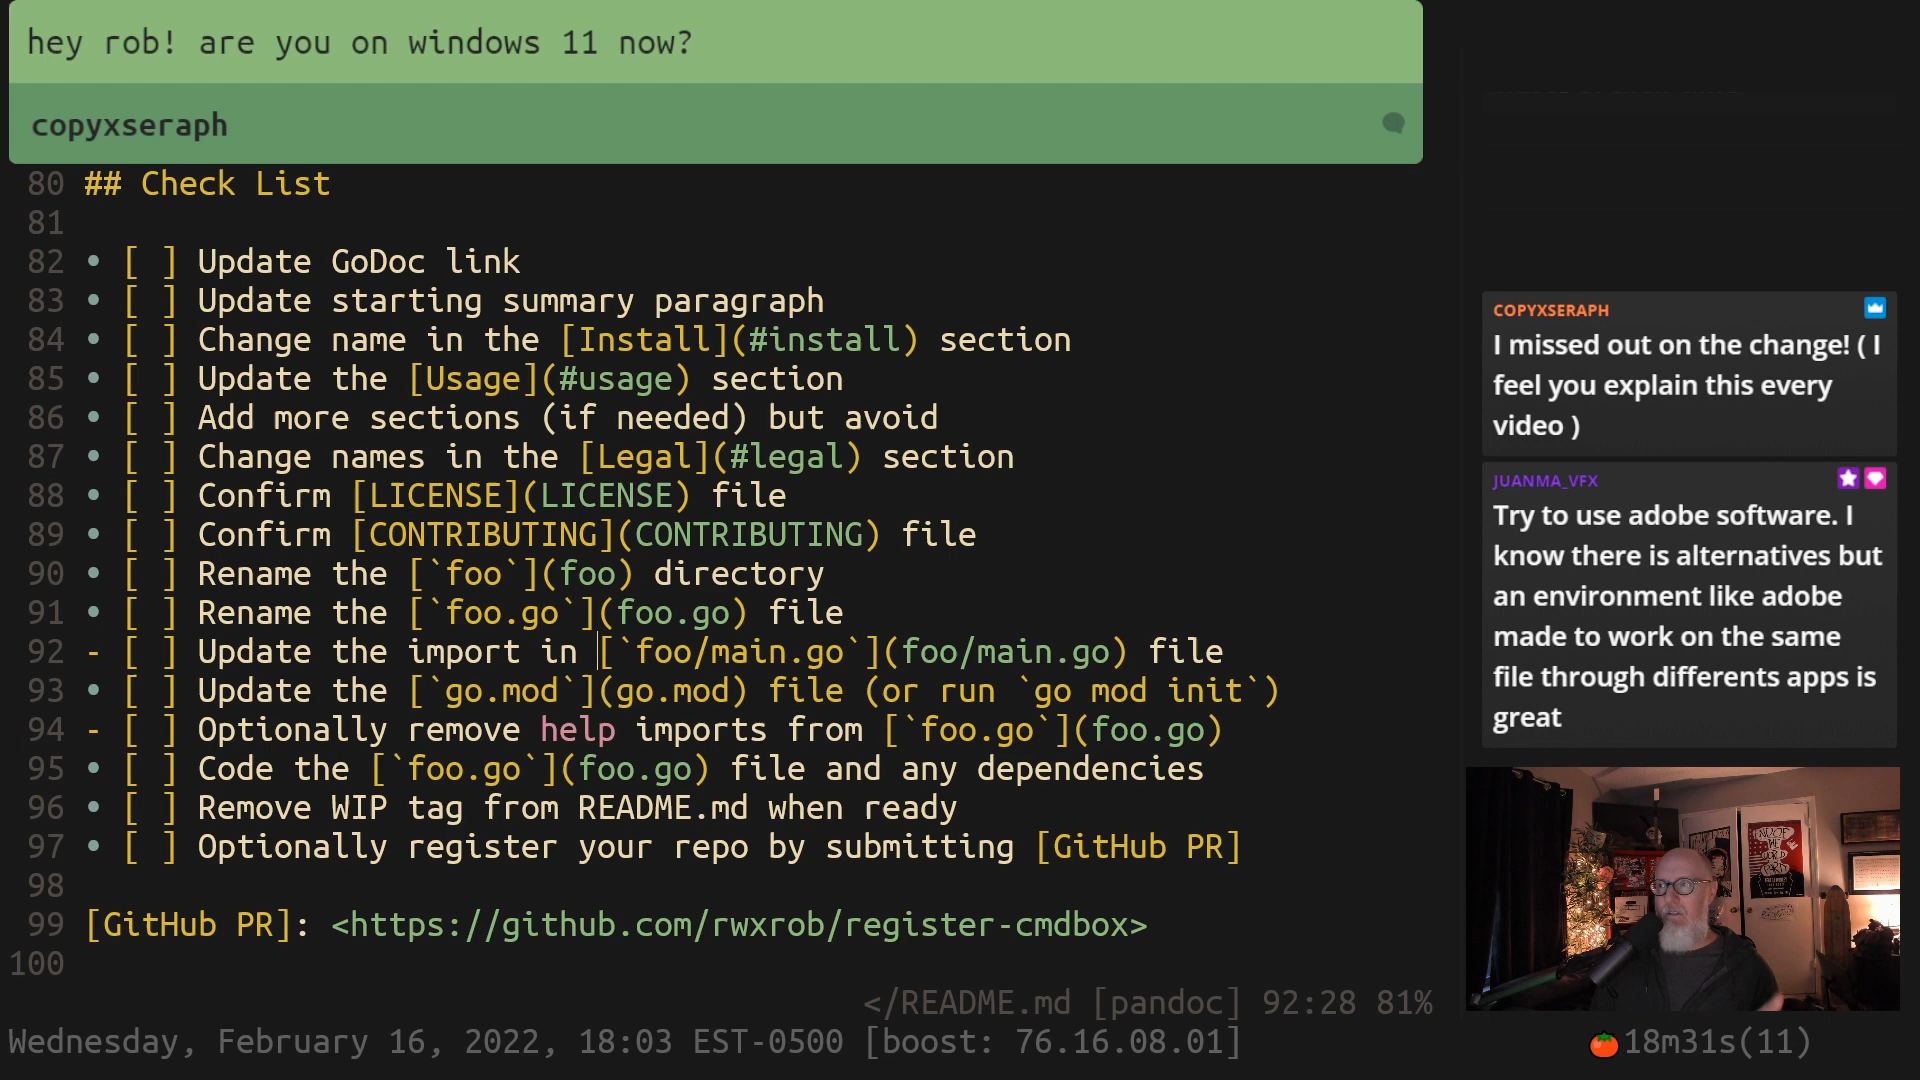 hey rob! are you on windows 11 now?
copyxseraph
80 ## Check List
81
82 • [ ] Update GoDoc link
83 • [ ] Update starting summary paragraph
84 • [ ] Change name in the [Install](#install) section
85 • [ ] Update the [Usage](#usage) section
86 • [ ] Add more sections (if needed) but avoid
87 • [ ] Change names in the [Legal](#legal) section
88 • [ ] Confirm [LICENSE](LICENSE) file
89 • [ ] Confirm [CONTRIBUTING](CONTRIBUTING) file
90 • [ ] Rename the [`foo`](foo) directory
91 • [ ] Rename the [`foo.go`](foo.go) file
92 - [ ] Update the import in [`foo/main.go`](foo/main.go) file
93 • [ ] Update the [`go.mod`](go.mod) file (or run `go mod init`)
94 - [ ] Optionally remove help imports from [`foo.go`](foo.go)
95 • [ ] Code the [`foo.go`](foo.go) file and any dependencies
96 • [ ] Remove WIP tag from README.md when ready
97 • [ ] Optionally register your repo by submitting [GitHub PR]
98
99 [GitHub PR]: <https://github.com/rwxrob/register-cmdbox>
100
</README.md [pandoc] 92:28 81%
Wednesday, February 16, 2022, 18:03 EST-0500 [boost: 76.16.08.01]
COPYXSERAPH
I missed out on the change! ( I
feel you explain this every
video )
JUANMA_VFX
Try to use adobe software. I
know there is alternatives but
an environment like adobe
made to work on the same
file through differents apps is
great
🍅18m31s(11)